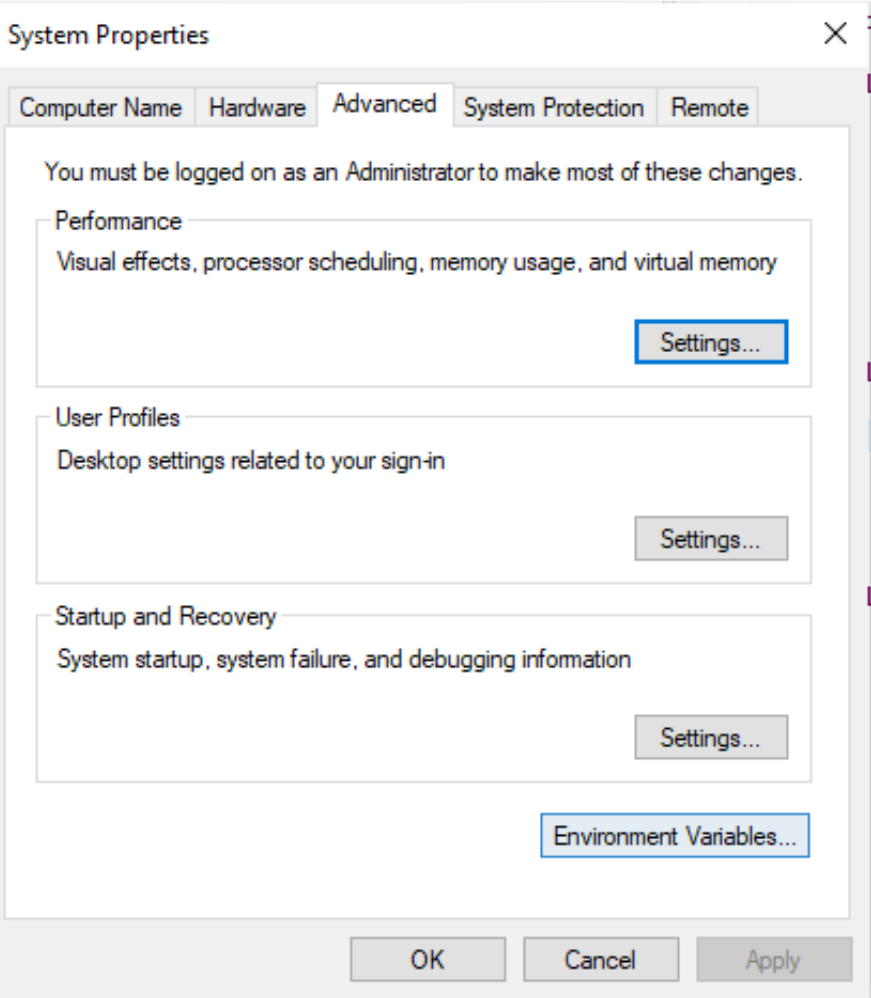 System Properties
Computer Name Hardware Advanced System Protection Remote
You must be logged on as an Administrator to make most of these changes.
Performance
Visual effects, processor scheduling, memory usage, and virtual memory
Settings...
User Profiles
Desktop settings related to your sign-in
Settings...
Startup and Recovery
System startup, system failure, and debugging information
Settings...
Environment Variables...
OK Cancel Apply